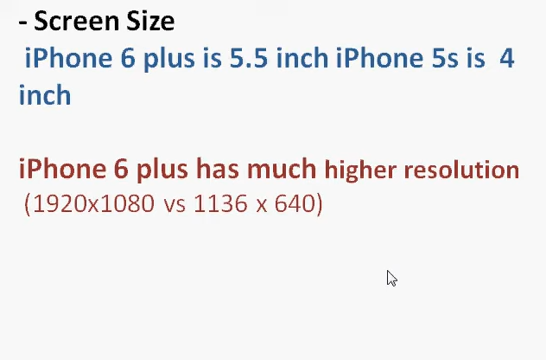 - Screen Size
iPhone 6 plus is 5.5 inch iPhone 5s is 4
inch
iPhone 6 plus has much higher resolution
(1920x1080 vs 1136 x 640)